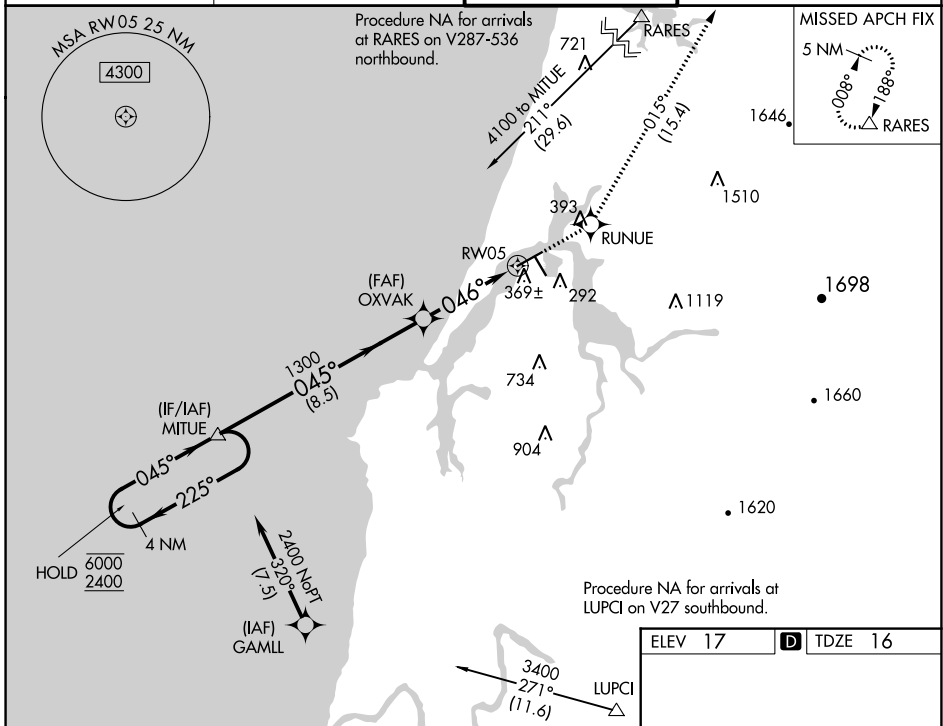 MSA RW05 25 NM
4300
Procedure NA for arrivals
at RARES on V287-536
northbound.
RARES
721
4100 to MITUE
211°
(29.6)
015°
(15.4)
MISSED APCH FIX
5 NM
008°
188°
RARES
1646
1510
393
RUNUE
RW05
369±
292
(FAF)
OXVAK
046°
1119
1698
1300
045°
(8.5)
734
1660
(IF/IAF)
MITUE
904
045°
225°
4 NM
HOLD
6000
2400
1620
2400 NoPT
320°
(7.5)
(IAF)
GAMLL
Procedure NA for arrivals at
LUPCI on V27 southbound.
3400
271°
(11.6)
LUPCI
ELEV 17 D TDZE 16